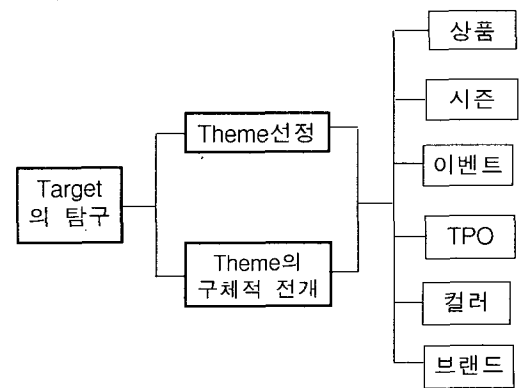 Target
의 탐구
Theme선정
Theme의
구체적 전개
상품
시즌
이벤트
TPO
컬러
브랜드